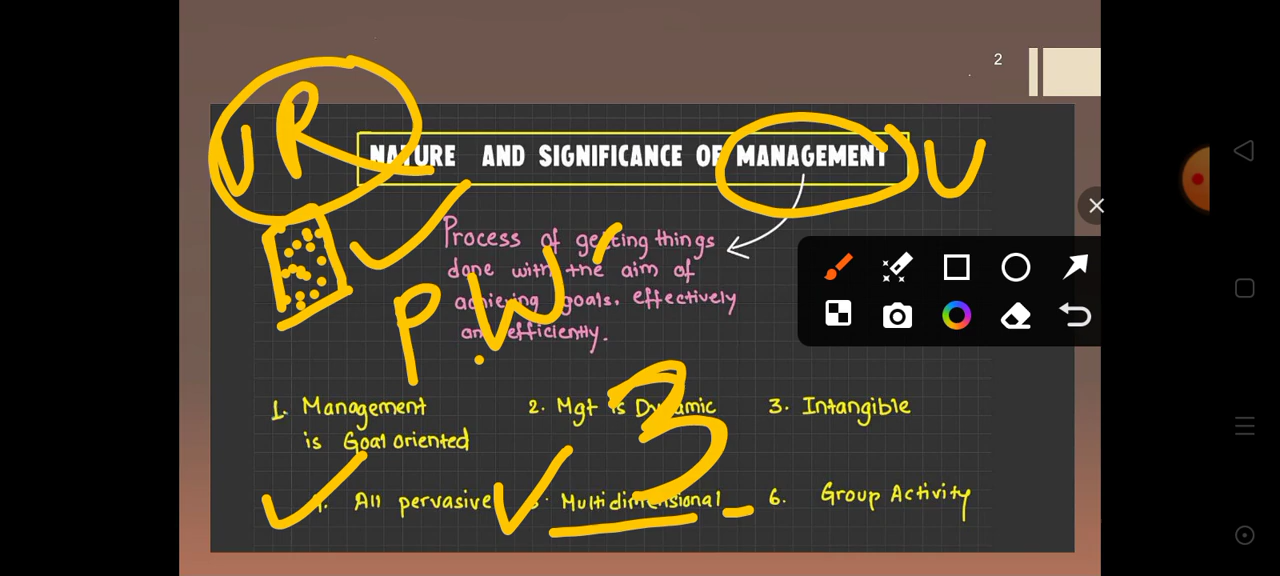 2
UR
NATURE AND SIGNIFICANCE OF MANAGEMENT U
Process of getting things
done with the aim of
achieving goals. effectively
and efficiently.
P.W
1. Management
is Goal oriented
2. Mgt is Dynamic
3. Intangible
3
4. All pervasive
5. Multidimensional
6. Group Activity